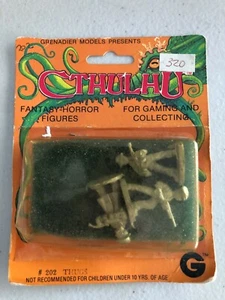 GRENADIER MODELS PRESENTS
CTHULHU
320
FANTASY-HORROR
FIGURES
FOR GAMING AND
COLLECTING
# 202
NOT RECOMMENDED FOR CHILDREN UNDER 10 YRS. OF AGE
G